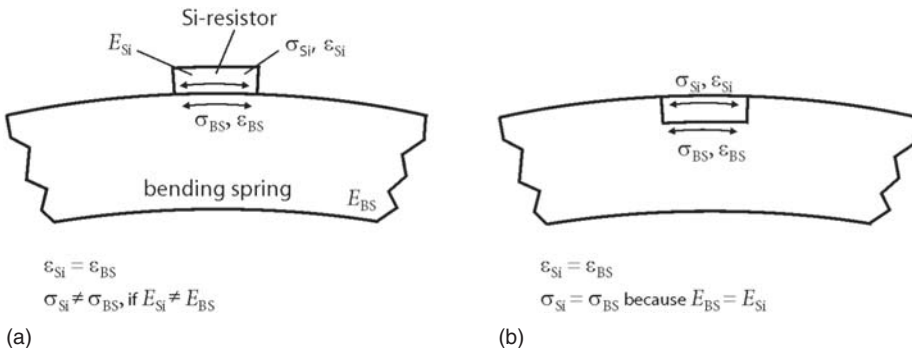 Si-resistor
E_Si
σ_Si, ε_Si
σ_BS, ε_BS
bending spring
E_BS
ε_Si = ε_BS
σ_Si ≠ σ_BS, if E_Si ≠ E_BS
(a)
σ_Si, ε_Si
σ_BS, ε_BS
ε_Si = ε_BS
σ_Si = σ_BS because E_BS = E_Si
(b)